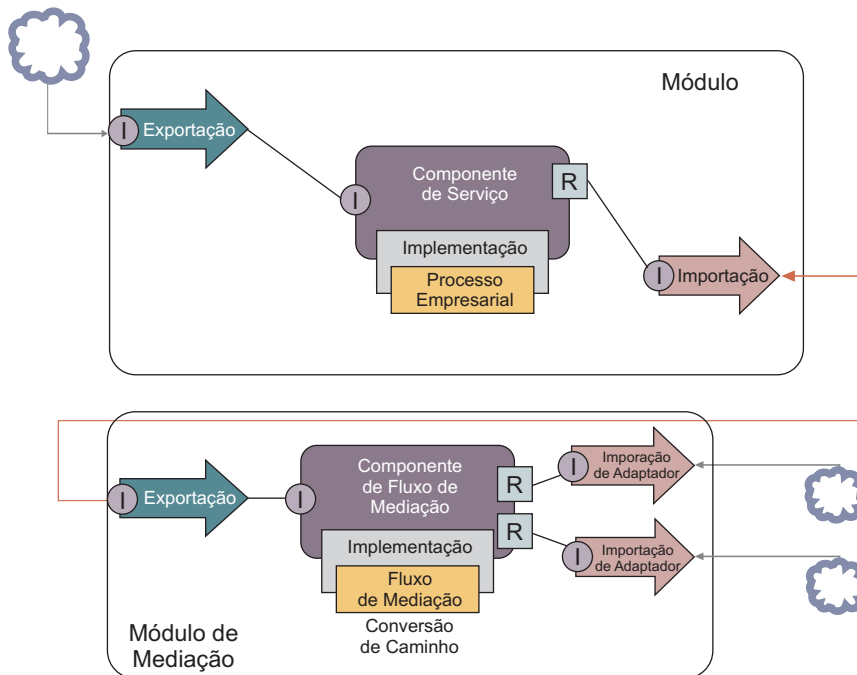 Módulo
I
Exportação
Componente
de Serviço
I
R
Implementação
Processo
Empresarial
I
Importação
I
Exportação
I
Componente
de Fluxo de
Mediação
R
R
Implementação
Fluxo
de Mediação
Conversão
de Caminho
I
Imporação
de Adaptador
I
Importação
de Adaptador
Módulo de
Mediação